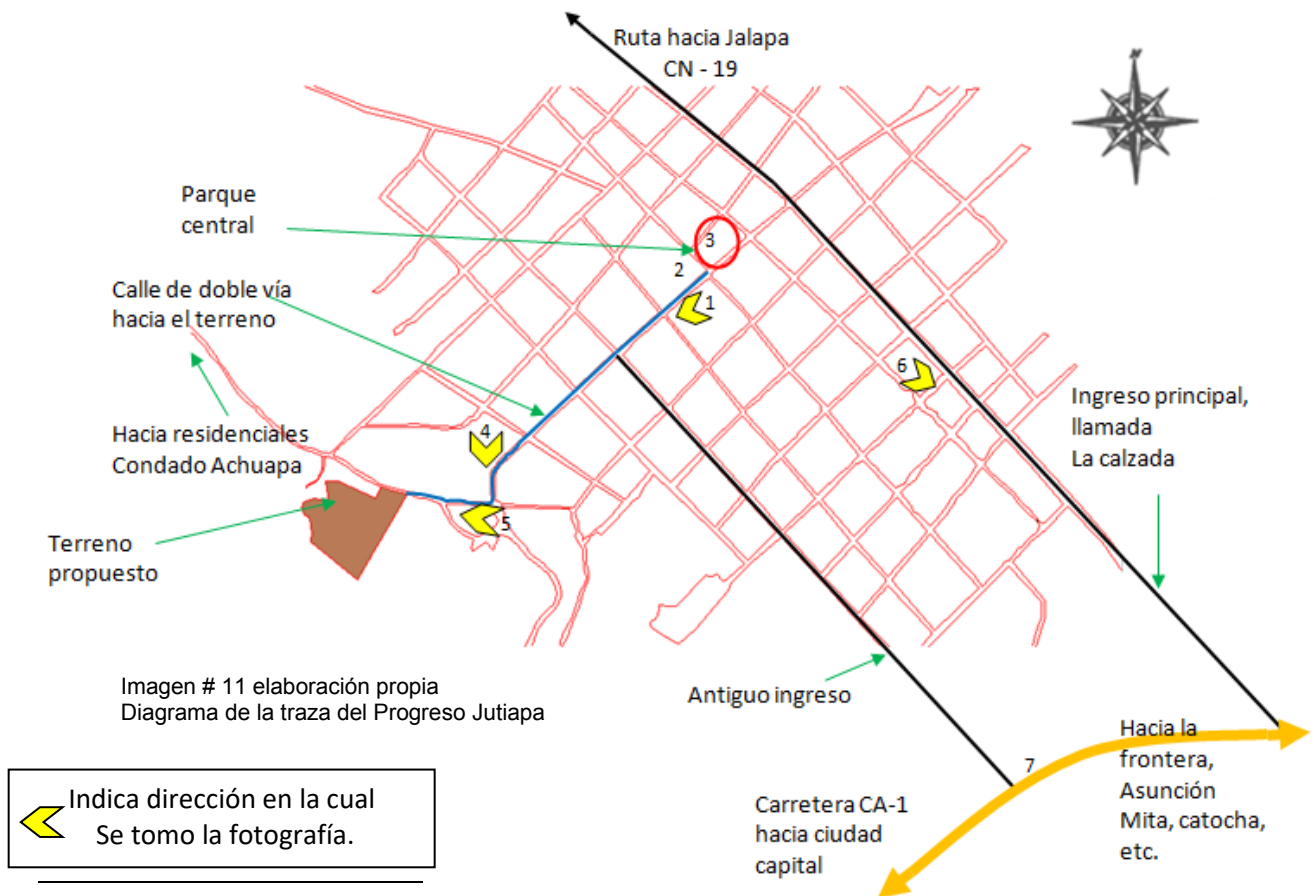 Ruta hacia Jalapa
CN - 19
N
Parque
central
3
2
1
Calle de doble vía
hacia el terreno
6
Ingreso principal,
llamada
La calzada
Hacia residenciales
Condado Achuapa
4
5
Terreno
propuesto
Imagen # 11 elaboración propia
Diagrama de la traza del Progreso Jutiapa
Antiguo ingreso
Hacia la
frontera,
Asunción
Mita, catocha,
etc.
7
Carretera CA-1
hacia ciudad
capital
Indica dirección en la cual
Se tomo la fotografía.